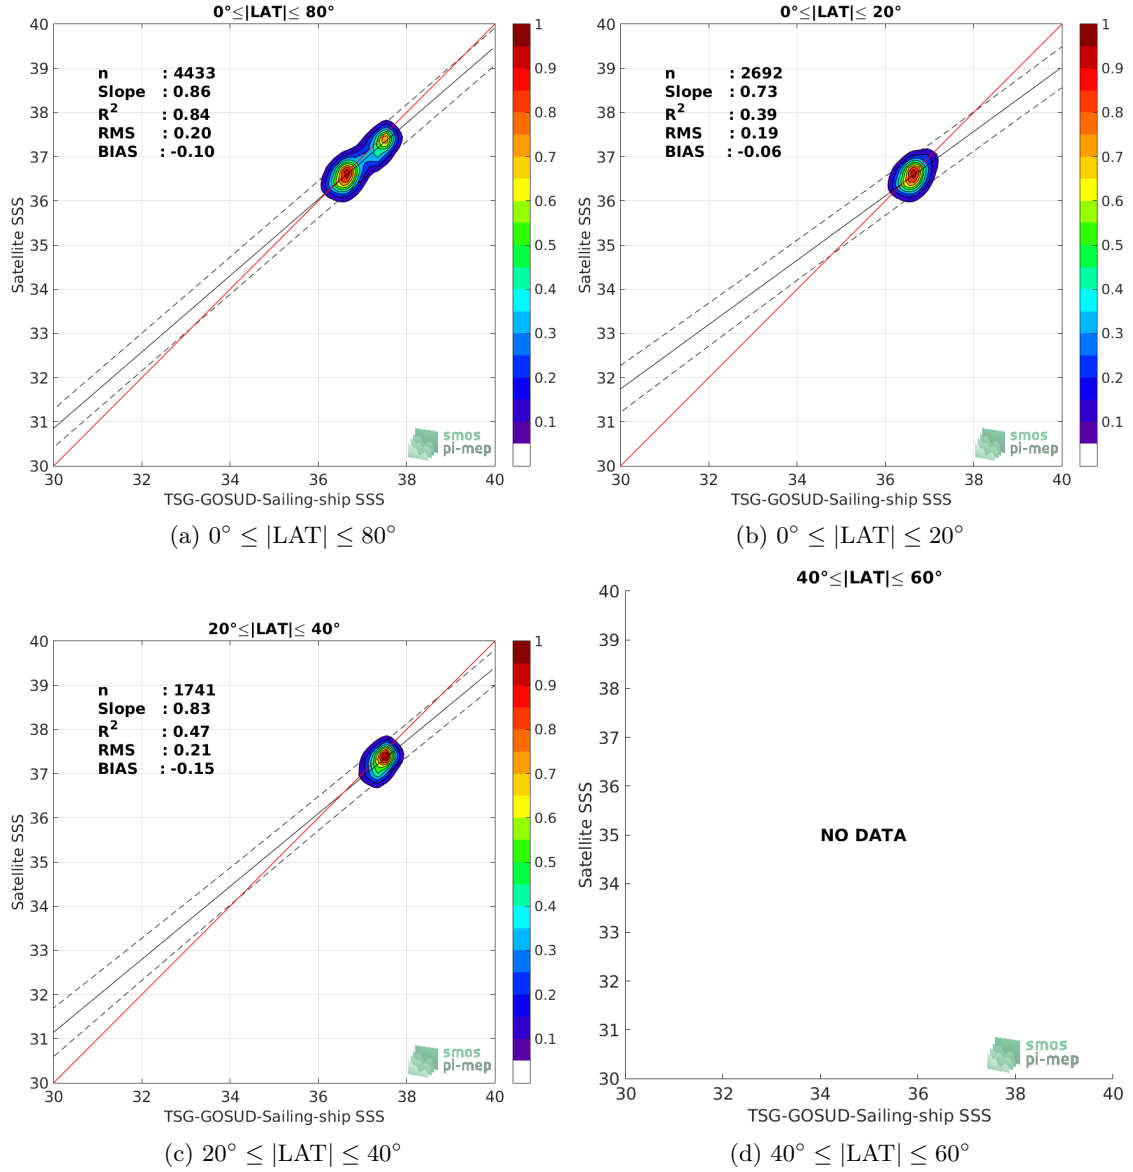 0°≤|LAT|≤ 80°
40
39
38
37
36
35
34
33
32
31
30
n : 4433
Slope : 0.86
R2 : 0.84
RMS : 0.20
BIAS : -0.10
Satellite SSS
smos
pi-mep
30 32 34 36 38 40
TSG-GOSUD-Sailing-ship SSS
1
0.9
0.8
0.7
0.6
0.5
0.4
0.3
0.2
0.1
(a) 0° ≤ |LAT| ≤ 80°
0°≤|LAT|≤ 20°
40
39
38
37
36
35
34
33
32
31
30
n : 2692
Slope : 0.73
R2 : 0.39
RMS : 0.19
BIAS : -0.06
Satellite SSS
smos
pi-mep
30 32 34 36 38 40
TSG-GOSUD-Sailing-ship SSS
1
0.9
0.8
0.7
0.6
0.5
0.4
0.3
0.2
0.1
(b) 0° ≤ |LAT| ≤ 20°
20°≤|LAT|≤ 40°
40
39
38
37
36
35
34
33
32
31
30
n : 1741
Slope : 0.83
R2 : 0.47
RMS : 0.21
BIAS : -0.15
Satellite SSS
smos
pi-mep
30 32 34 36 38 40
TSG-GOSUD-Sailing-ship SSS
1
0.9
0.8
0.7
0.6
0.5
0.4
0.3
0.2
0.1
(c) 20° ≤ |LAT| ≤ 40°
40°≤|LAT|≤ 60°
40
39
38
37
36
35
34
33
32
31
30
NO DATA
Satellite SSS
smos
pi-mep
30 32 34 36 38 40
TSG-GOSUD-Sailing-ship SSS
(d) 40° ≤ |LAT| ≤ 60°